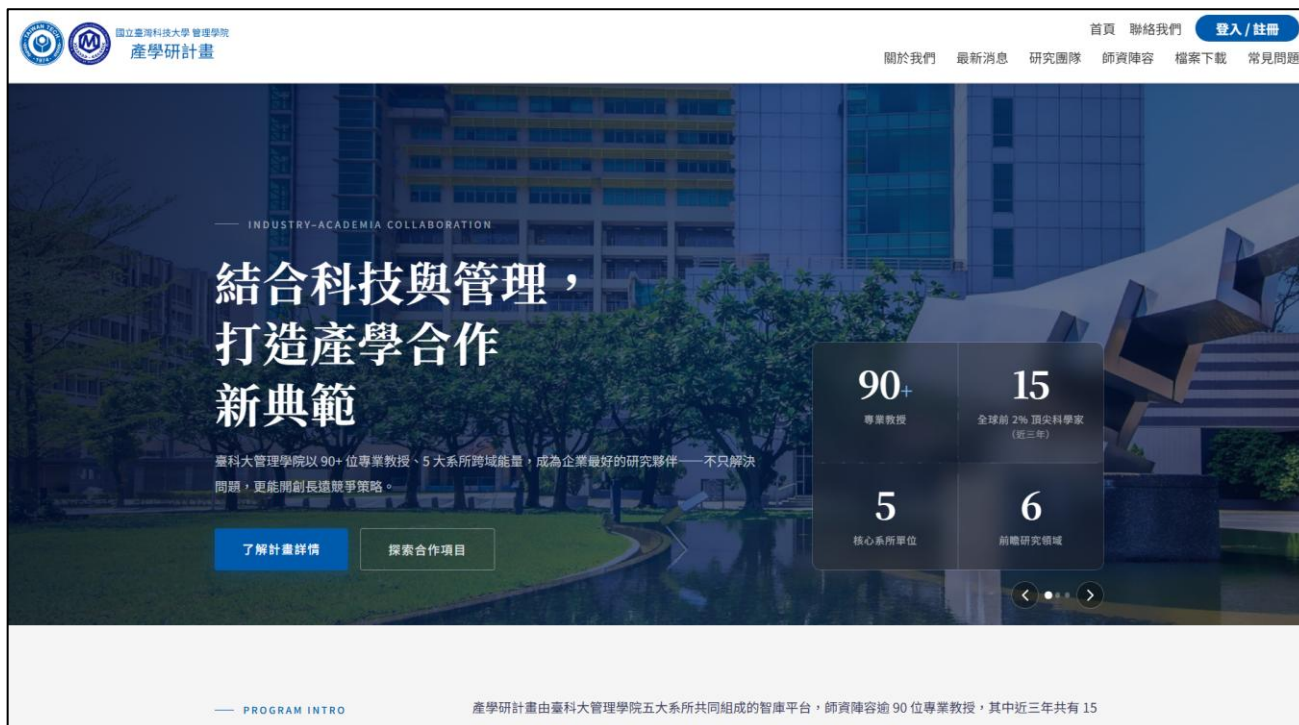 國立臺灣科技大學 管理學院
產學研計畫
首頁 聯絡我們 登入 / 註冊
關於我們 最新消息 研究團隊 師資陣容 檔案下載 常見問題
INDUSTRY-ACADEMIA COLLABORATION
結合科技與管理，
打造產學合作
新典範
臺科大管理學院以 90+ 位專業教授、5 大系所跨域能量，成為企業最好的研究夥伴——不只解決
問題，更能開創長遠競爭策略。
了解計畫詳情 探索合作項目
90+
專業教授
15
全球前 2% 頂尖科學家
(近三年)
5
核心系所單位
6
前瞻研究領域
PROGRAM INTRO
產學研計畫由臺科大管理學院五大系所共同組成的智庫平台，師資陣容逾 90 位專業教授，其中近三年共有 15